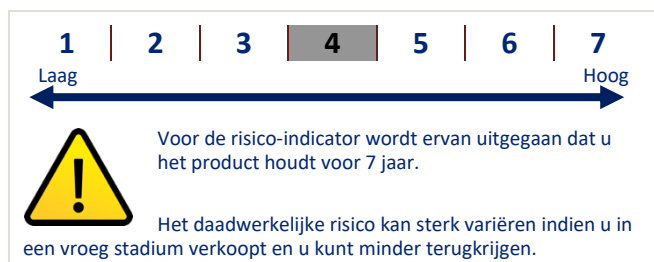 1 2 3 4 5 6 7
Laag Hoog
Voor de risico-indicator wordt ervan uitgegaan dat u
het product houdt voor 7 jaar.
Het daadwerkelijke risico kan sterk variëren indien u in
een vroeg stadium verkoopt en u kunt minder terugkrijgen.